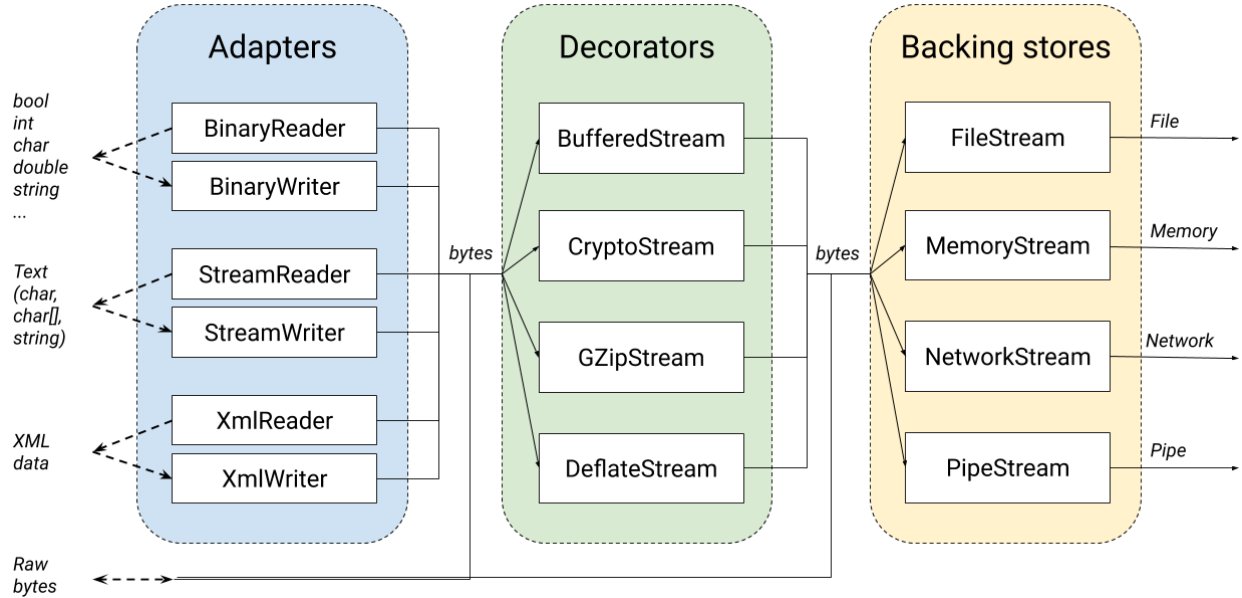 Adapters
Decorators
Backing stores
bool
int
char
double
string
...
BinaryReader
BinaryWriter
Text
(char,
char[],
string)
StreamReader
StreamWriter
XML
data
XmlReader
XmlWriter
Raw
bytes
bytes
BufferedStream
CryptoStream
GZipStream
DeflateStream
bytes
FileStream
MemoryStream
NetworkStream
PipeStream
File
Memory
Network
Pipe